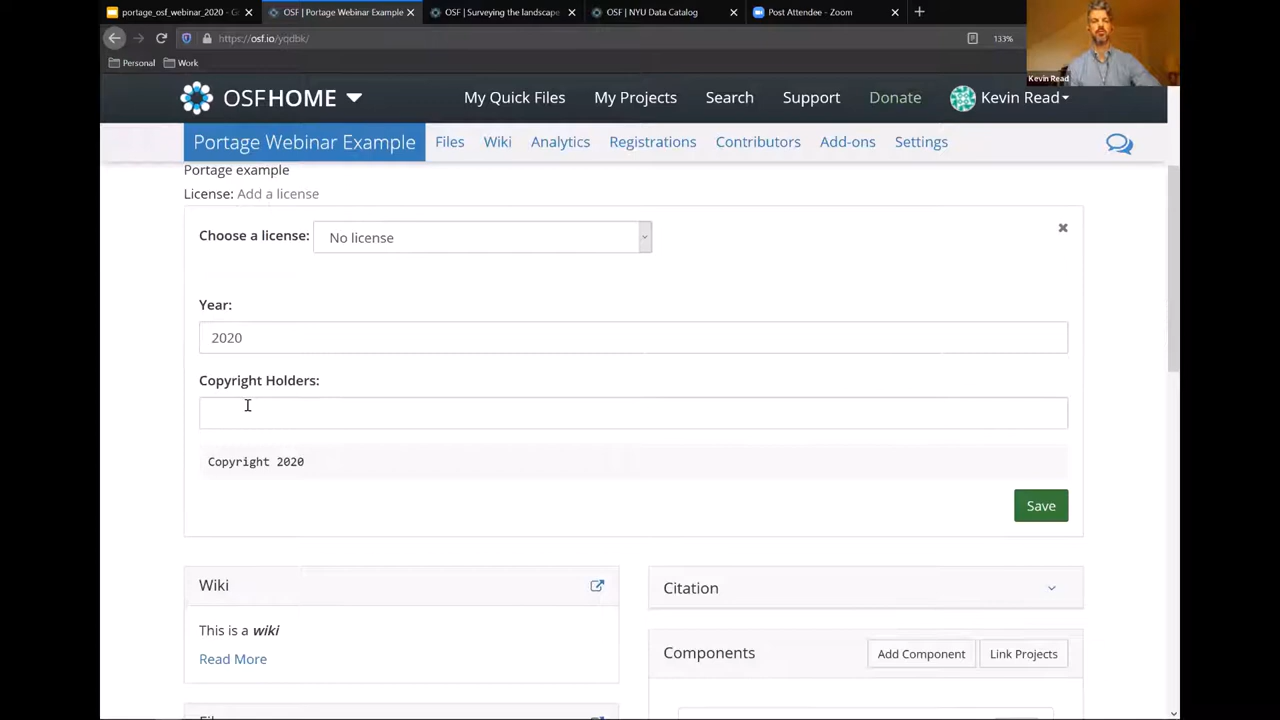 portage_osf_webinar_2020 - G
OSF | Portage Webinar Example
OSF | Surveying the landscape
OSF | NYU Data Catalog
Post Attendee - Zoom
https://osf.io/yqdbk/
133%
Personal
Work
Kevin Read
OSFHOME
My Quick Files
My Projects
Search
Support
Donate
Kevin Read
Portage Webinar Example
Files
Wiki
Analytics
Registrations
Contributors
Add-ons
Settings
Portage example
License: Add a license
Choose a license:
No license
Year:
2020
Copyright Holders:
Copyright 2020
Save
Wiki
This is a wiki
Read More
Citation
Components
Add Component
Link Projects